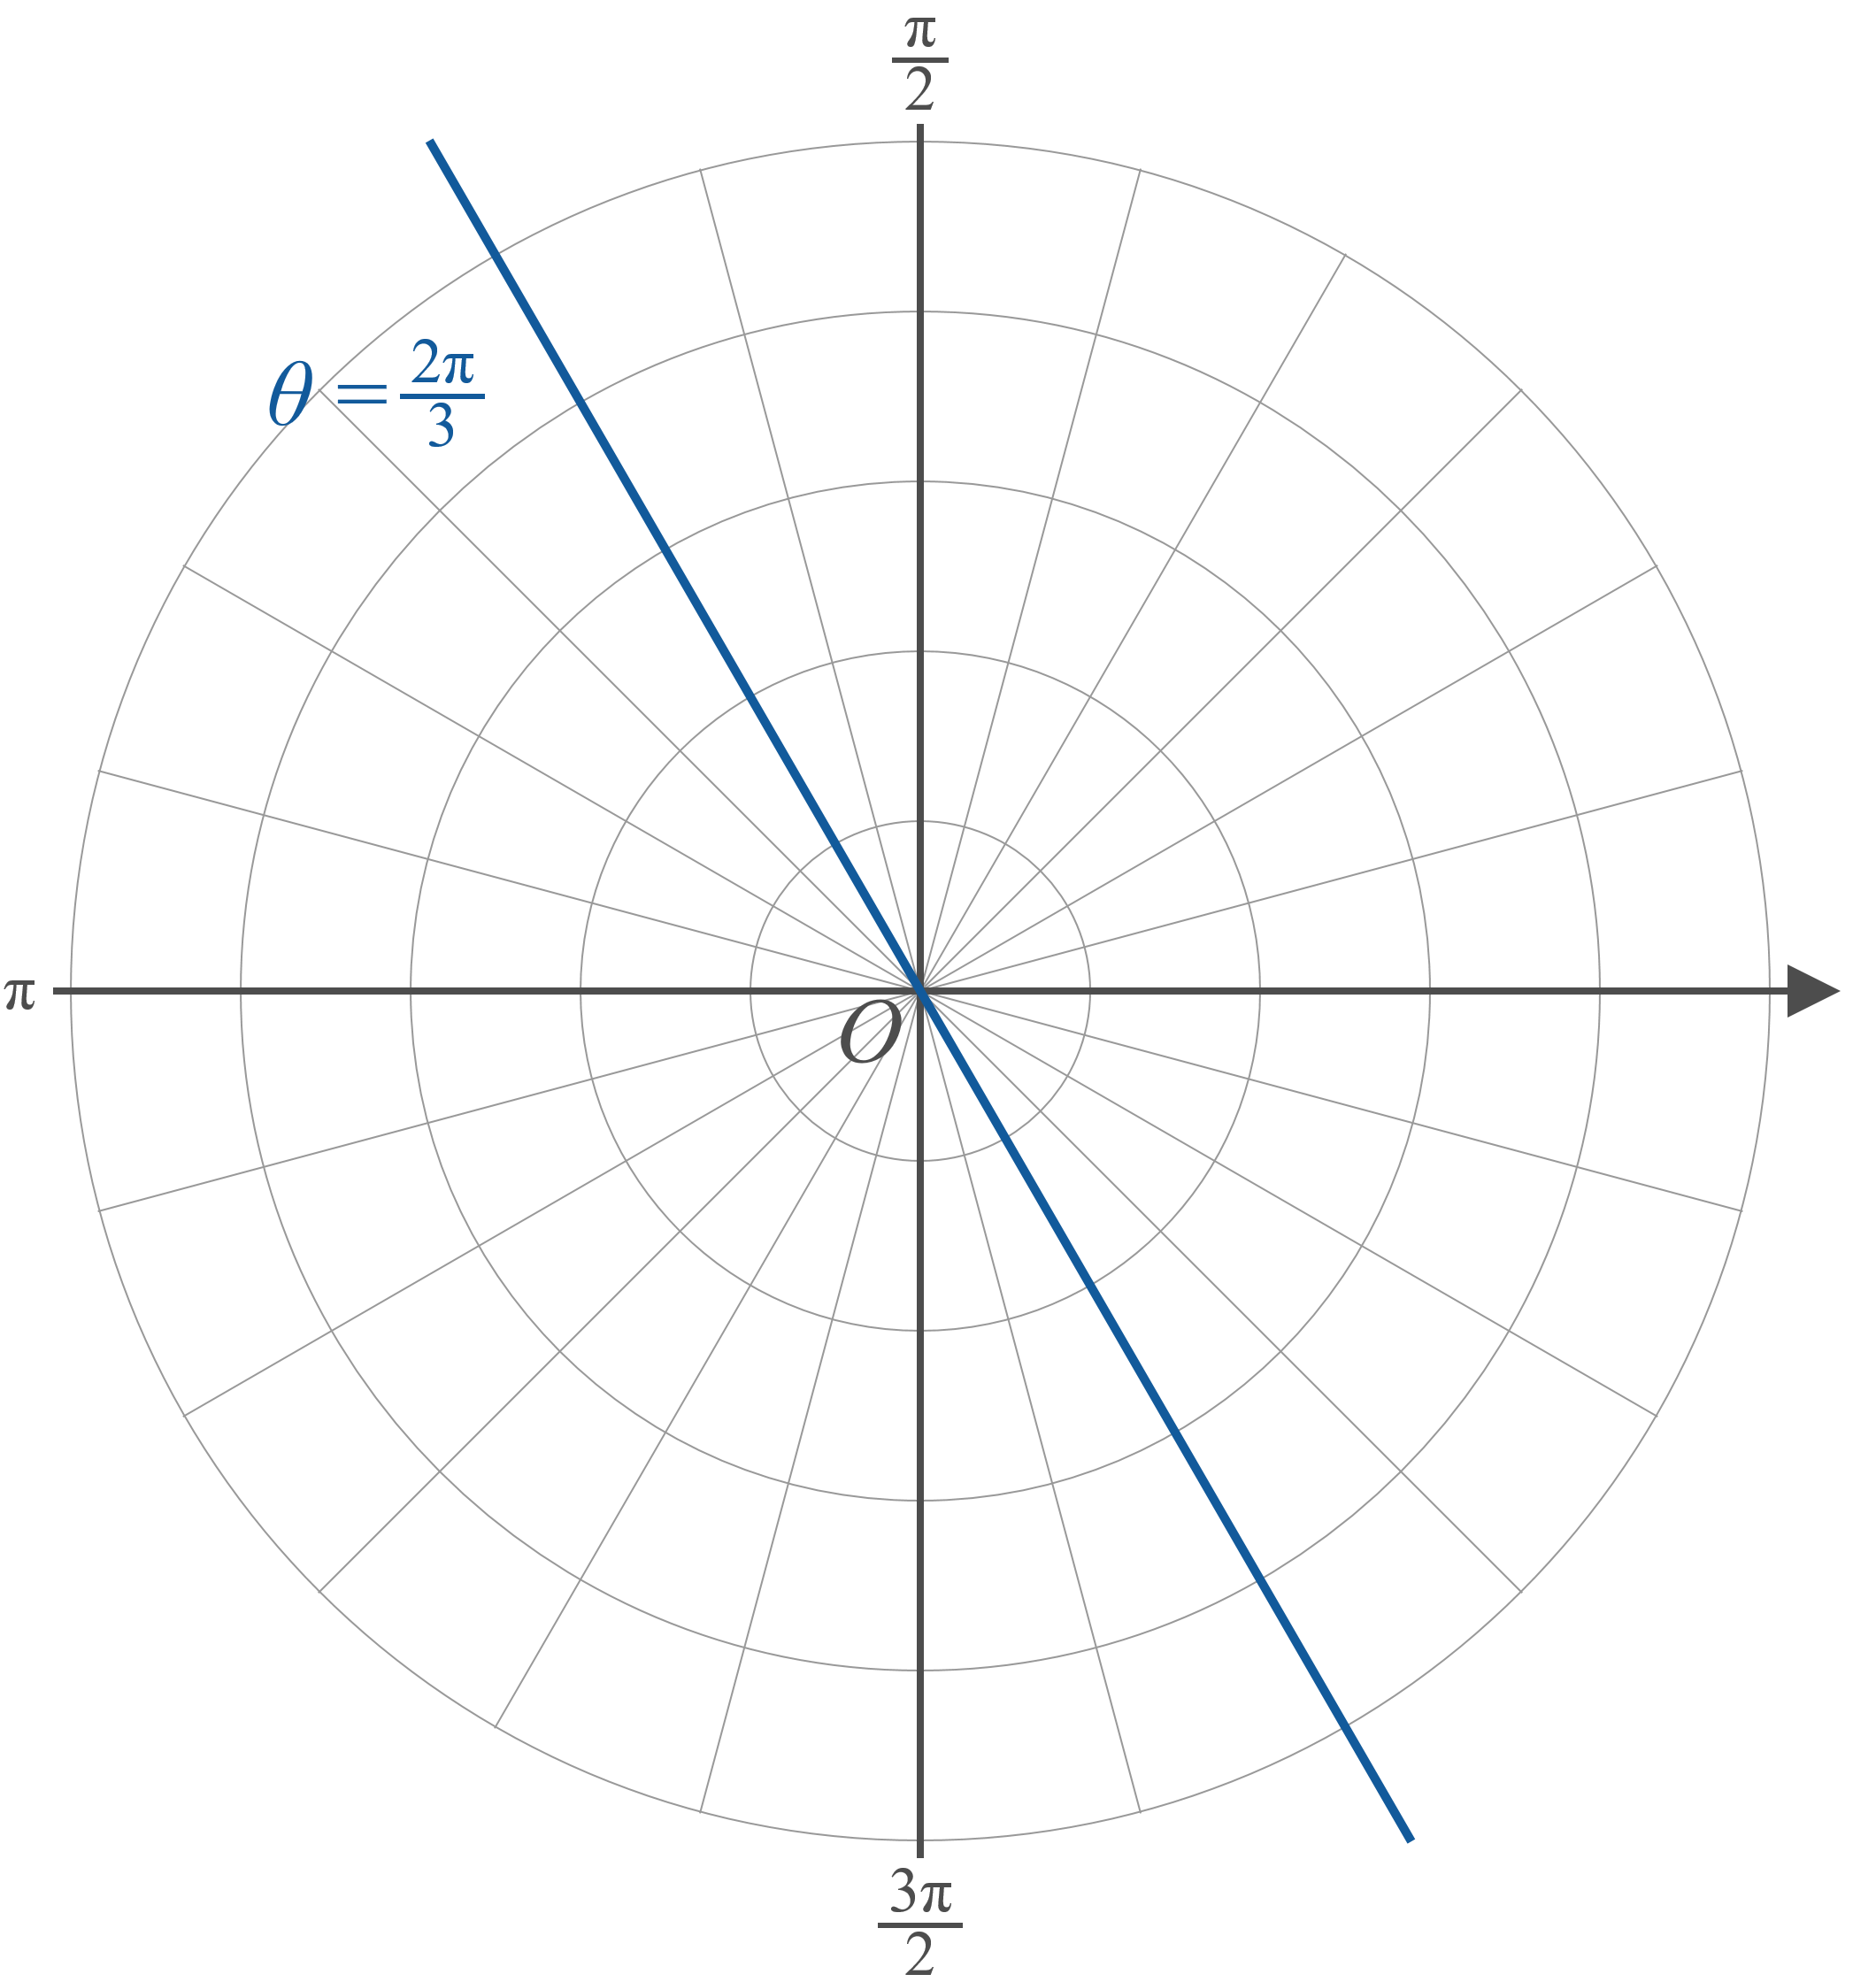 π/2
θ = 2π/3
π
O
3π/2